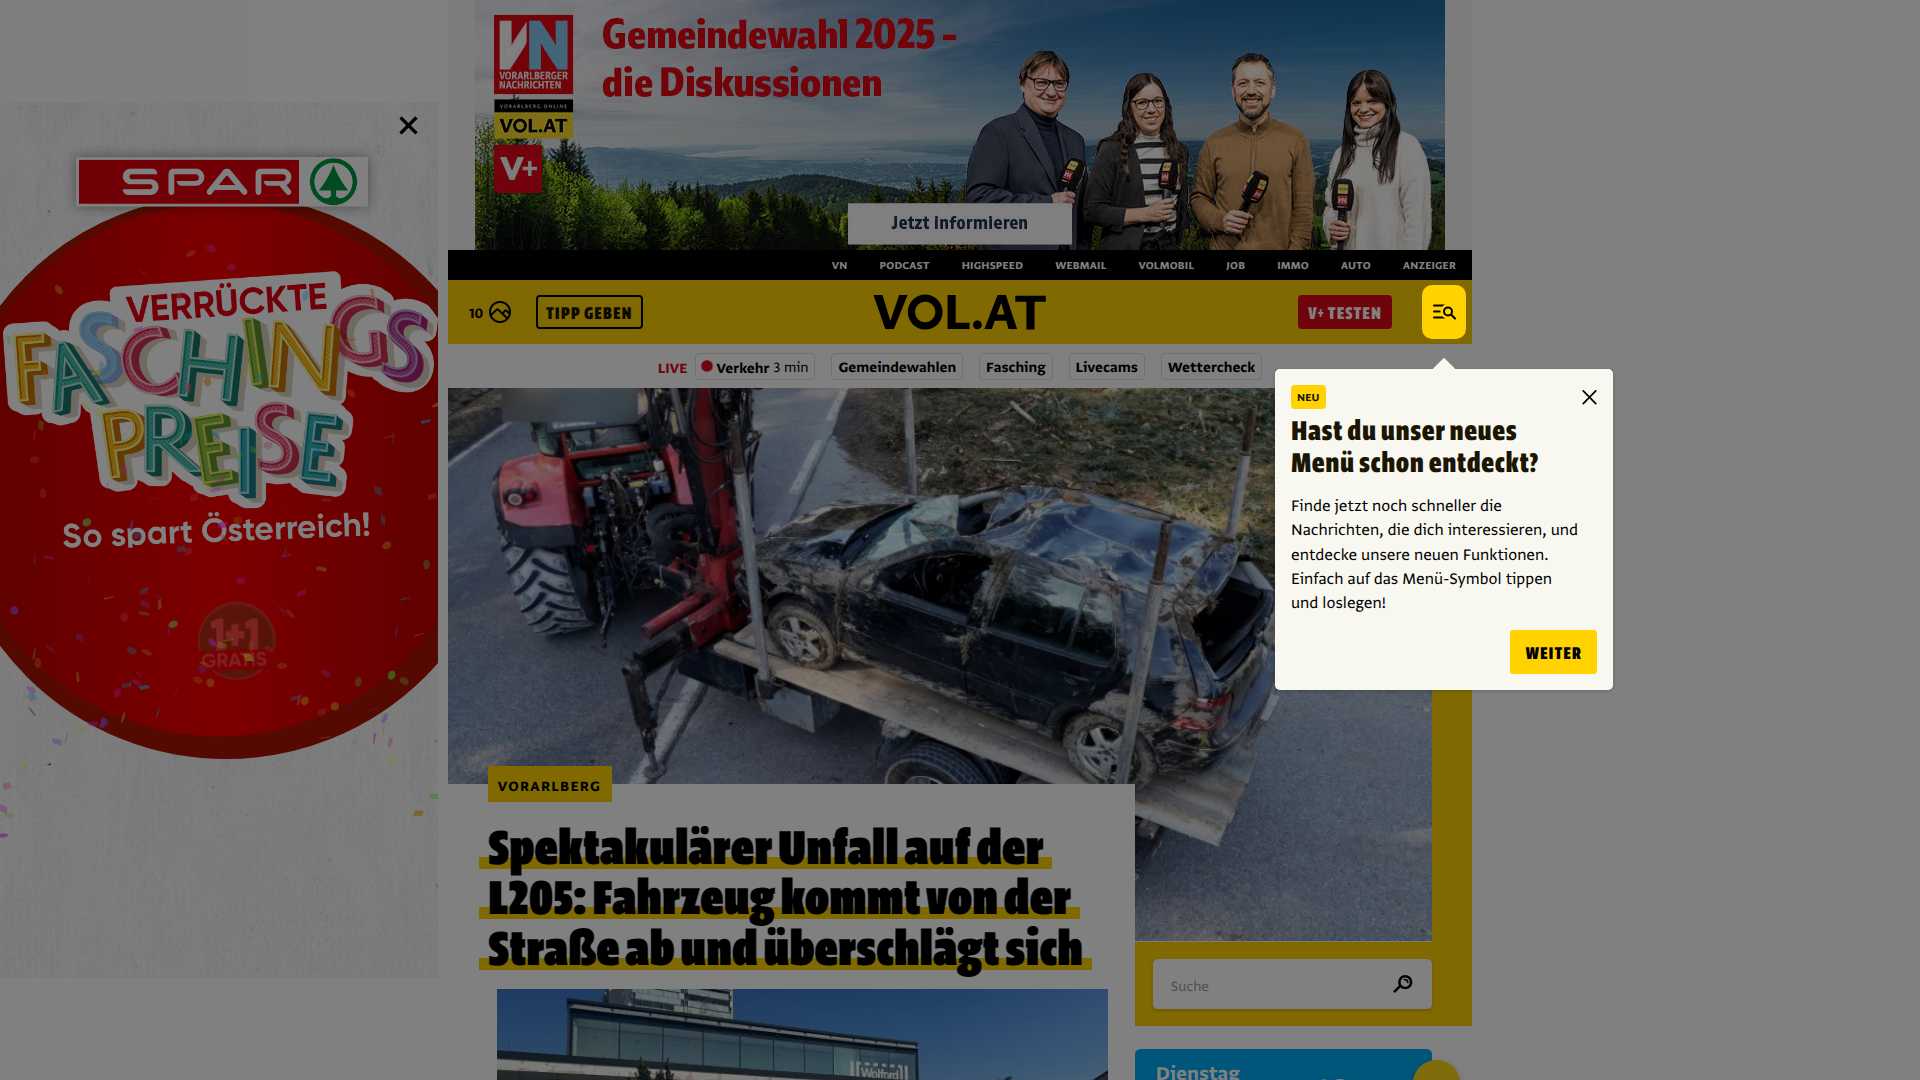 VN
VORARLBERGER
NACHRICHTEN
VORARLBERG ONLINE
VOL.AT
V+
Gemeindewahl 2025 –
die Diskussionen
Jetzt Informieren
SPAR
VERRÜCKTE
FASCHINGS
PREISE
So spart Österreich!
1+1
GRATIS
VN
PODCAST
HIGHSPEED
WEBMAIL
VOLMOBIL
JOB
IMMO
AUTO
ANZEIGER
10
TIPP GEBEN
VOL.AT
V+ TESTEN
LIVE
Verkehr 3 min
Gemeindewahlen
Fasching
Livecams
Wettercheck
NEU
Hast du unser neues
Menü schon entdeckt?
Finde jetzt noch schneller die
Nachrichten, die dich interessieren, und
entdecke unsere neuen Funktionen.
Einfach auf das Menü-Symbol tippen
und loslegen!
WEITER
VORARLBERG
Spektakulärer Unfall auf der
L205: Fahrzeug kommt von der
Straße ab und überschlägt sich
Suche
Wolford
Dienstag